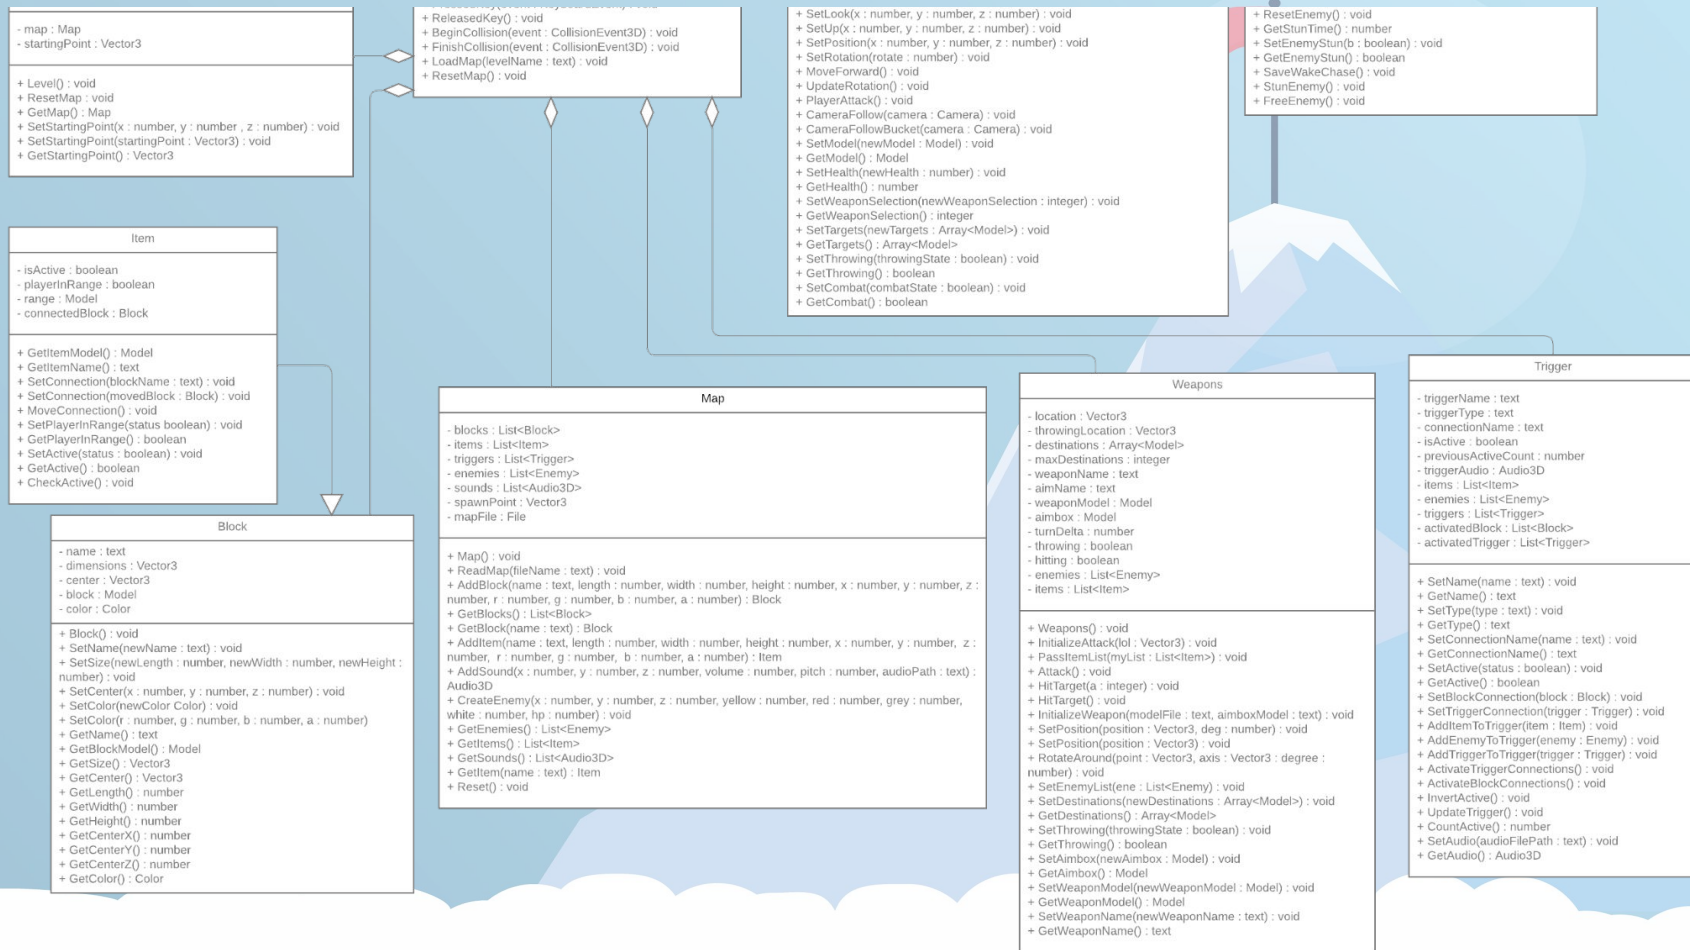 - map : Map
- startingPoint : Vector3
+ Level() : void
+ ResetMap : void
+ GetMap() : Map
+ SetStartingPoint(x : number, y : number , z : number) : void
+ SetStartingPoint(startingPoint : Vector3) : void
+ GetStartingPoint() : Vector3
+ ReleasedKey() : void
+ BeginCollision(event : CollisionEvent3D) : void
+ FinishCollision(event : CollisionEvent3D) : void
+ LoadMap(levelName : text) : void
+ ResetMap() : void
+ SetLook(x : number, y : number, z : number) : void
+ SetUp(x : number, y : number, z : number) : void
+ SetPosition(x : number, y : number, z : number) : void
+ SetRotation(rotate : number) : void
+ MoveForward() : void
+ UpdateRotation() : void
+ PlayerAttack() : void
+ CameraFollow(camera : Camera) : void
+ CameraFollowBucket(camera : Camera) : void
+ SetModel(newModel : Model) : void
+ GetModel() : Model
+ SetHealth(newHealth : number) : void
+ GetHealth() : number
+ SetWeaponSelection(newWeaponSelection : integer) : void
+ GetWeaponSelection() : integer
+ SetTargets(newTargets : Array<Model>) : void
+ GetTargets() : Array<Model>
+ SetThrowing(throwingState : boolean) : void
+ GetThrowing() : boolean
+ SetCombat(combatState : boolean) : void
+ GetCombat() : boolean
+ ResetEnemy() : void
+ GetStunTime() : number
+ SetEnemyStun(b : boolean) : void
+ GetEnemyStun() : boolean
+ SaveWakeChase() : void
+ StunEnemy() : void
+ FreeEnemy() : void
Item
- isActive : boolean
- playerInRange : boolean
- range : Model
- connectedBlock : Block
+ GetItemModel() : Model
+ GetItemName() : text
+ SetConnection(blockName : text) : void
+ SetConnection(movedBlock : Block) : void
+ MoveConnection() : void
+ SetPlayerInRange(status boolean) : void
+ GetPlayerInRange() : boolean
+ SetActive(status : boolean) : void
+ GetActive() : boolean
+ CheckActive() : void
Block
- name : text
- dimensions : Vector3
- center : Vector3
- block : Model
- color : Color
+ Block() : void
+ SetName(newName : text) : void
+ SetSize(newLength : number, newWidth : number, newHeight :
number) : void
+ SetCenter(x : number, y : number, z : number) : void
+ SetColor(newColor Color) : void
+ SetColor(r : number, g : number, b : number, a : number)
+ GetName() : text
+ GetBlockModel() : Model
+ GetSize() : Vector3
+ GetCenter() : Vector3
+ GetLength() : number
+ GetWidth() : number
+ GetHeight() : number
+ GetCenterX() : number
+ GetCenterY() : number
+ GetCenterZ() : number
+ GetColor() : Color
Map
- blocks : List<Block>
- items : List<Item>
- triggers : List<Trigger>
- enemies : List<Enemy>
- sounds : List<Audio3D>
- spawnPoint : Vector3
- mapFile : File
+ Map() : void
+ ReadMap(fileName : text) : void
+ AddBlock(name : text, length : number, width : number, height : number, x : number, y : number, z :
number, r : number, g : number, b : number, a : number) : Block
+ GetBlocks() : List<Block>
+ GetBlock(name : text) : Block
+ AddItem(name : text, length : number, width : number, height : number, x : number, y : number, z :
number, r : number, g : number, b : number, a : number) : Item
+ AddSound(x : number, y : number, z : number, volume : number, pitch : number, audioPath : text) :
Audio3D
+ CreateEnemy(x : number, y : number, z : number, yellow : number, red : number, grey : number,
white : number, hp : number) : void
+ GetEnemies() : List<Enemy>
+ GetItems() : List<Item>
+ GetSounds() : List<Audio3D>
+ GetItem(name : text) : Item
+ Reset() : void
Weapons
- location : Vector3
- throwingLocation : Vector3
- destinations : Array<Model>
- maxDestinations : integer
- weaponName : text
- aimName : text
- weaponModel : Model
- aimbox : Model
- turnDelta : number
- throwing : boolean
- hitting : boolean
- enemies : List<Enemy>
- items : List<Item>
+ Weapons() : void
+ InitializeAttack(lol : Vector3) : void
+ PassItemList(myList : List<Item>) : void
+ Attack() : void
+ HitTarget(a : integer) : void
+ HitTarget() : void
+ InitializeWeapon(modelFile : text, aimboxModel : text) : void
+ SetPosition(position : Vector3, deg : number) : void
+ SetPosition(position : Vector3) : void
+ RotateAround(point : Vector3, axis : Vector3 : degree :
number) : void
+ SetEnemyList(ene : List<Enemy) : void
+ SetDestinations(newDestinations : Array<Model>) : void
+ GetDestinations() : Array<Model>
+ SetThrowing(throwingState : boolean) : void
+ GetThrowing() : boolean
+ SetAimbox(newAimbox : Model) : void
+ GetAimbox() : Model
+ SetWeaponModel(newWeaponModel : Model) : void
+ GetWeaponModel() : Model
+ SetWeaponName(newWeaponName : text) : void
+ GetWeaponName() : text
Trigger
- triggerName : text
- triggerType : text
- connectionName : text
- isActive : boolean
- previousActiveCount : number
- triggerAudio : Audio3D
- items : List<Item>
- enemies : List<Enemy>
- triggers : List<Trigger>
- activatedBlock : List<Block>
- activatedTrigger : List<Trigger>
+ SetName(name : text) : void
+ GetName() : text
+ SetType(type : text) : void
+ GetType() : text
+ SetConnectionName(name : text) : void
+ GetConnectionName() : text
+ SetActive(status : boolean) : void
+ GetActive() : boolean
+ SetBlockConnection(block : Block) : void
+ SetTriggerConnection(trigger : Trigger) : void
+ AddItemToTrigger(item : Item) : void
+ AddEnemyToTrigger(enemy : Enemy) : void
+ AddTriggerToTrigger(trigger : Trigger) : void
+ ActivateTriggerConnections() : void
+ ActivateBlockConnections() : void
+ InvertActive() : void
+ UpdateTrigger() : void
+ CountActive() : number
+ SetAudio(audioFilePath : text) : void
+ GetAudio() : Audio3D